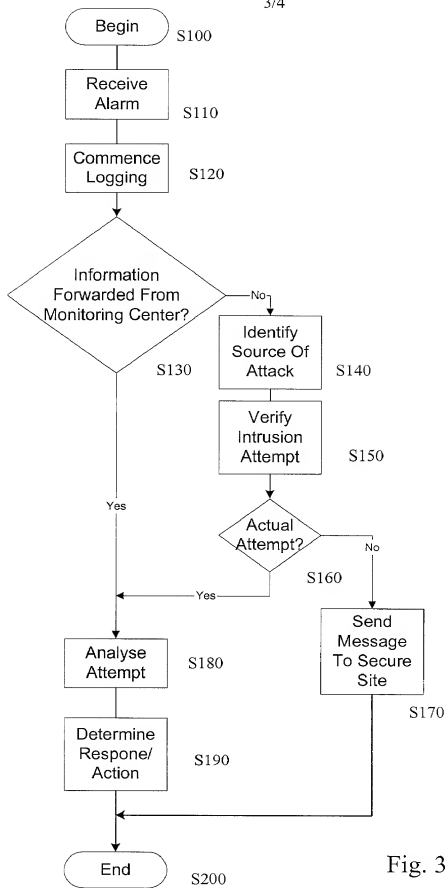 3/4
Begin
S100
Receive
Alarm
S110
Commence
Logging
S120
Information
Forwarded From
Monitoring Center?
S130
No
Identify
Source Of
Attack
S140
Verify
Intrusion
Attempt
S150
Yes
Actual
Attempt?
S160
No
Yes
Send
Message
To Secure
Site
S170
Analyse
Attempt
S180
Determine
Respone/
Action
S190
End
S200
Fig. 3